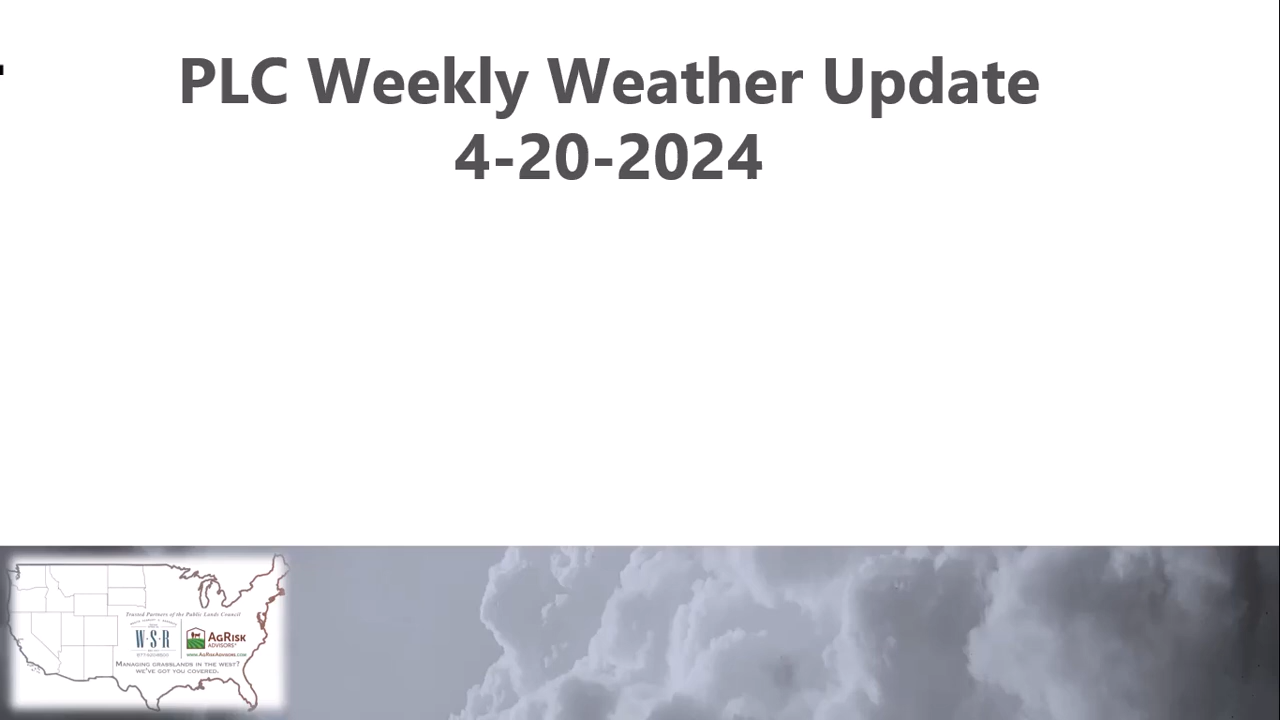 PLC Weekly Weather Update
4-20-2024
Trusted Partners of the Public Lands Council
W·S·R
AgRisk
ADVISORS
www.AgRiskAdvisors.com
Managing grasslands in the West?
We've got you covered.